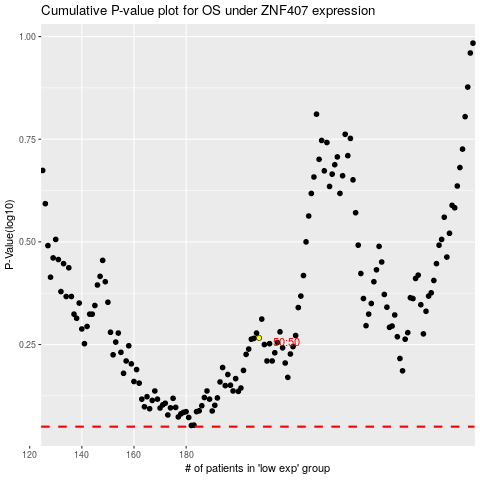 Cumulative P-value plot for OS under ZNF407 expression
P-Value(log10)
1.00
0.75
0.50
0.25
50:50
120 140 160 180
# of patients in 'low exp' group